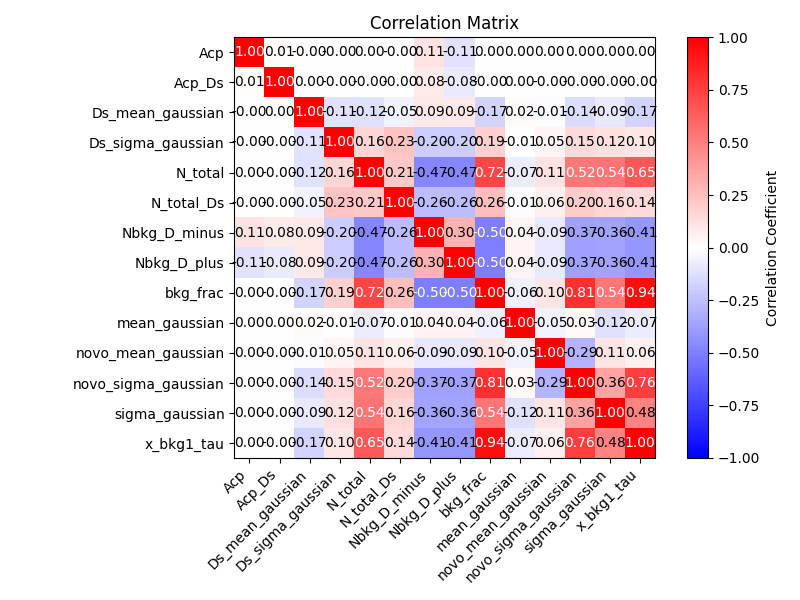 Correlation Matrix
Acp 1.00 0.01 -0.00 -0.00 0.00 -0.00 0.11 -0.11 0.00 0.00 0.00 0.00 0.00 0.00
Acp_Ds 0.01 1.00 0.00 0.00 0.00 0.00 0.08 -0.08 -0.00 0.00 -0.00 -0.00 -0.00 -0.00
Ds_mean_gaussian -0.00 0.00 1.00 -0.11 -0.12 -0.05 0.09 0.09 -0.17 0.02 -0.01 -0.14 -0.09 -0.17
Ds_sigma_gaussian -0.00 0.00 -0.11 1.00 0.16 0.23 -0.20 -0.20 0.19 -0.01 0.05 0.15 0.12 0.10
N_total 0.00 0.00 -0.12 0.16 1.00 0.21 -0.47 -0.47 0.72 -0.07 0.11 0.52 0.54 0.65
N_total_Ds -0.00 0.00 -0.05 0.23 0.21 1.00 -0.26 -0.26 0.26 -0.01 0.06 0.20 0.16 0.14
Nbkg_D_minus 0.11 0.08 0.09 -0.20 -0.47 -0.26 1.00 0.30 -0.50 0.04 -0.09 -0.37 -0.36 -0.41
Nbkg_D_plus -0.11 -0.08 0.09 -0.20 -0.47 -0.26 0.30 1.00 -0.50 0.04 -0.09 -0.37 -0.36 -0.41
bkg_frac 0.00 -0.00 -0.17 0.19 0.72 0.26 -0.50 -0.50 1.00 -0.06 0.10 0.81 0.54 0.94
mean_gaussian 0.00 0.00 0.02 -0.01 -0.07 -0.01 0.04 0.04 -0.06 1.00 -0.05 0.03 -0.12 -0.07
novo_mean_gaussian 0.00 -0.00 -0.01 0.05 0.11 0.06 -0.09 -0.09 0.10 -0.05 1.00 -0.29 0.11 0.06
novo_sigma_gaussian 0.00 -0.00 -0.14 0.15 0.52 0.20 -0.37 -0.37 0.81 0.03 -0.29 1.00 0.36 0.76
sigma_gaussian 0.00 -0.00 -0.09 0.12 0.54 0.16 -0.36 -0.36 0.54 -0.12 0.11 0.36 1.00 0.48
x_bkg1_tau 0.00 -0.00 -0.17 0.10 0.65 0.14 -0.41 -0.41 0.94 -0.07 0.06 0.76 0.48 1.00
Acp
Acp_Ds
Ds_mean_gaussian
Ds_sigma_gaussian
N_total
N_total_Ds
Nbkg_D_minus
Nbkg_D_plus
bkg_frac
mean_gaussian
novo_mean_gaussian
novo_sigma_gaussian
sigma_gaussian
x_bkg1_tau
1.00
0.75
0.50
0.25
0.00
−0.25
−0.50
−0.75
−1.00
Correlation Coefficient